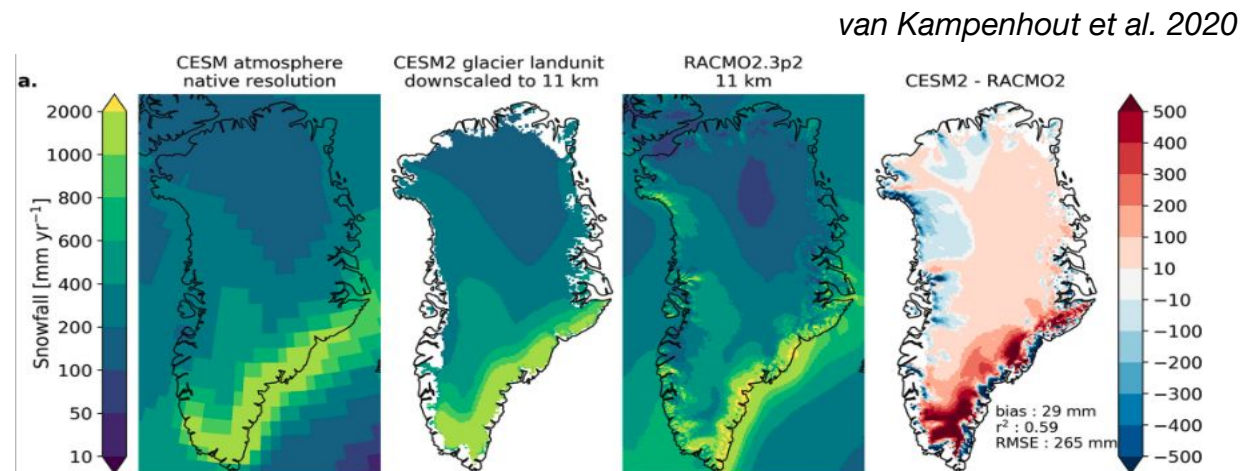 van Kampenhout et al. 2020
a.
CESM atmosphere
native resolution
CESM2 glacier landunit
downscaled to 11 km
RACMO2.3p2
11 km
CESM2 - RACMO2
Snowfall [mm yr⁻¹]
2000
1000
800
600
400
200
100
50
10
bias : 29 mm
r² : 0.59
RMSE : 265 mm
500
400
300
200
100
10
−10
−100
−200
−300
−400
−500